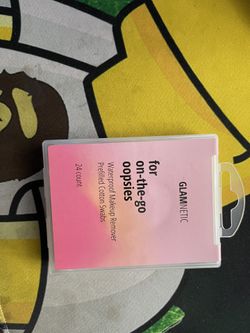 GLAMNETIC
for
on-the-go
oopsies
Waterproof Makeup Remover
Prefilled Cotton Swabs
24 count